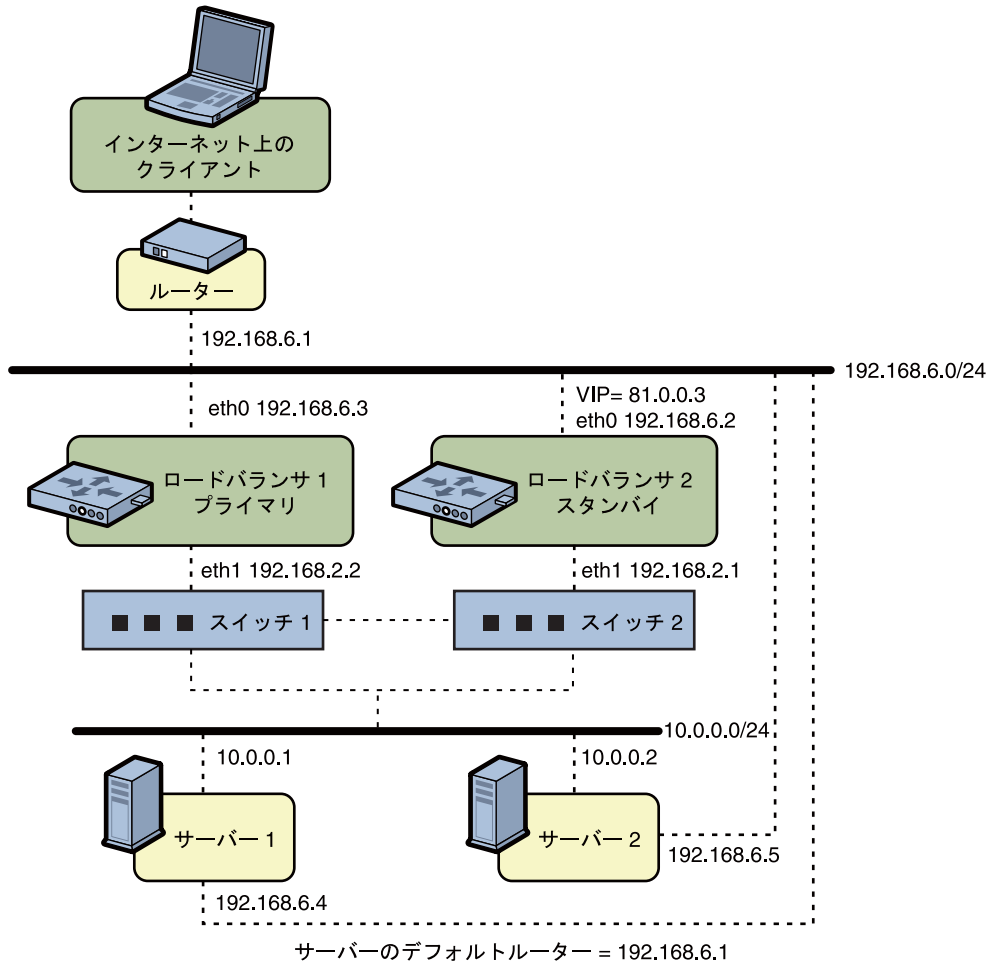 インターネット上の
クライアント
ルーター
192.168.6.1
192.168.6.0/24
eth0 192.168.6.3
VIP= 81.0.0.3
eth0 192.168.6.2
ロードバランサ 1
プライマリ
ロードバランサ 2
スタンバイ
eth1 192.168.2.2
eth1 192.168.2.1
スイッチ 1
スイッチ 2
10.0.0.0/24
10.0.0.1
10.0.0.2
サーバー 1
サーバー 2
192.168.6.5
192.168.6.4
サーバーのデフォルトルーター = 192.168.6.1